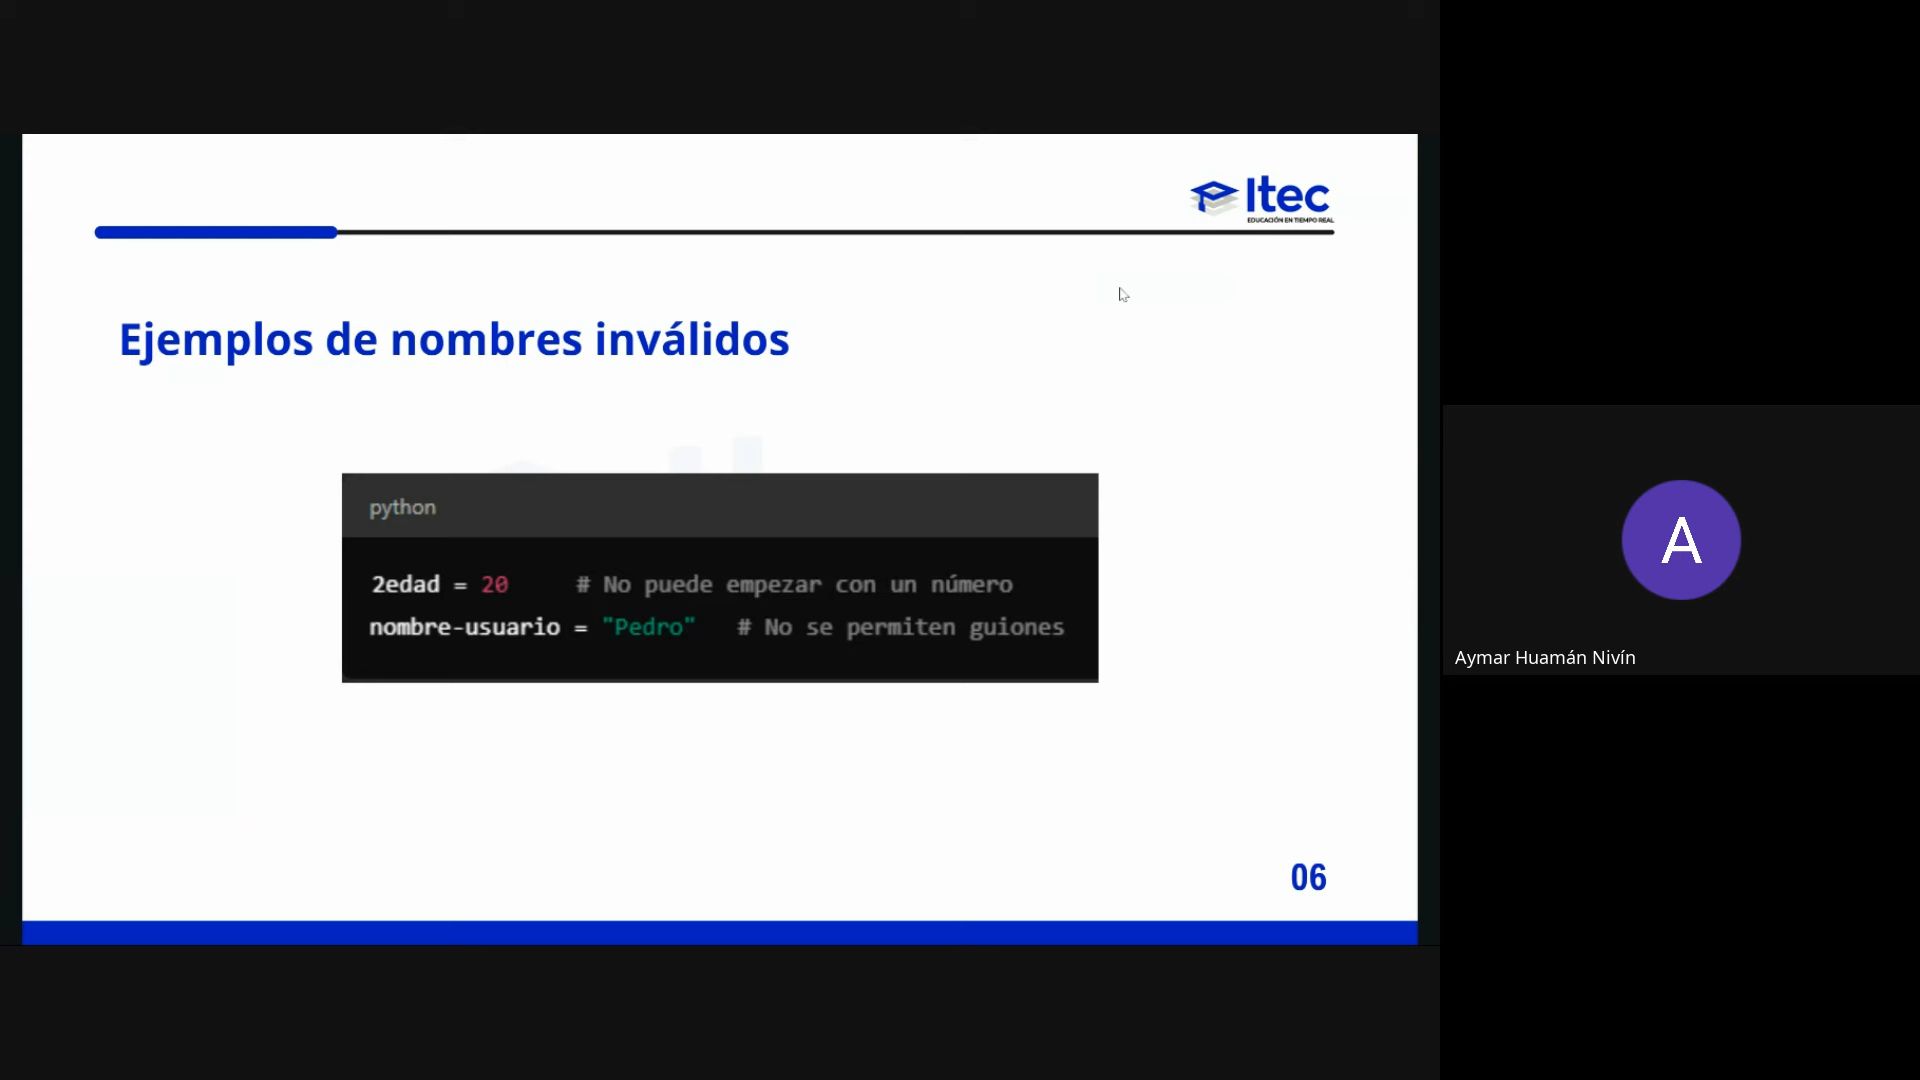 Itec
EDUCACIÓN EN TIEMPO REAL
Ejemplos de nombres inválidos
python
2edad = 20 # No puede empezar con un número
nombre-usuario = "Pedro" # No se permiten guiones
06
A
Aymar Huamán Nivín